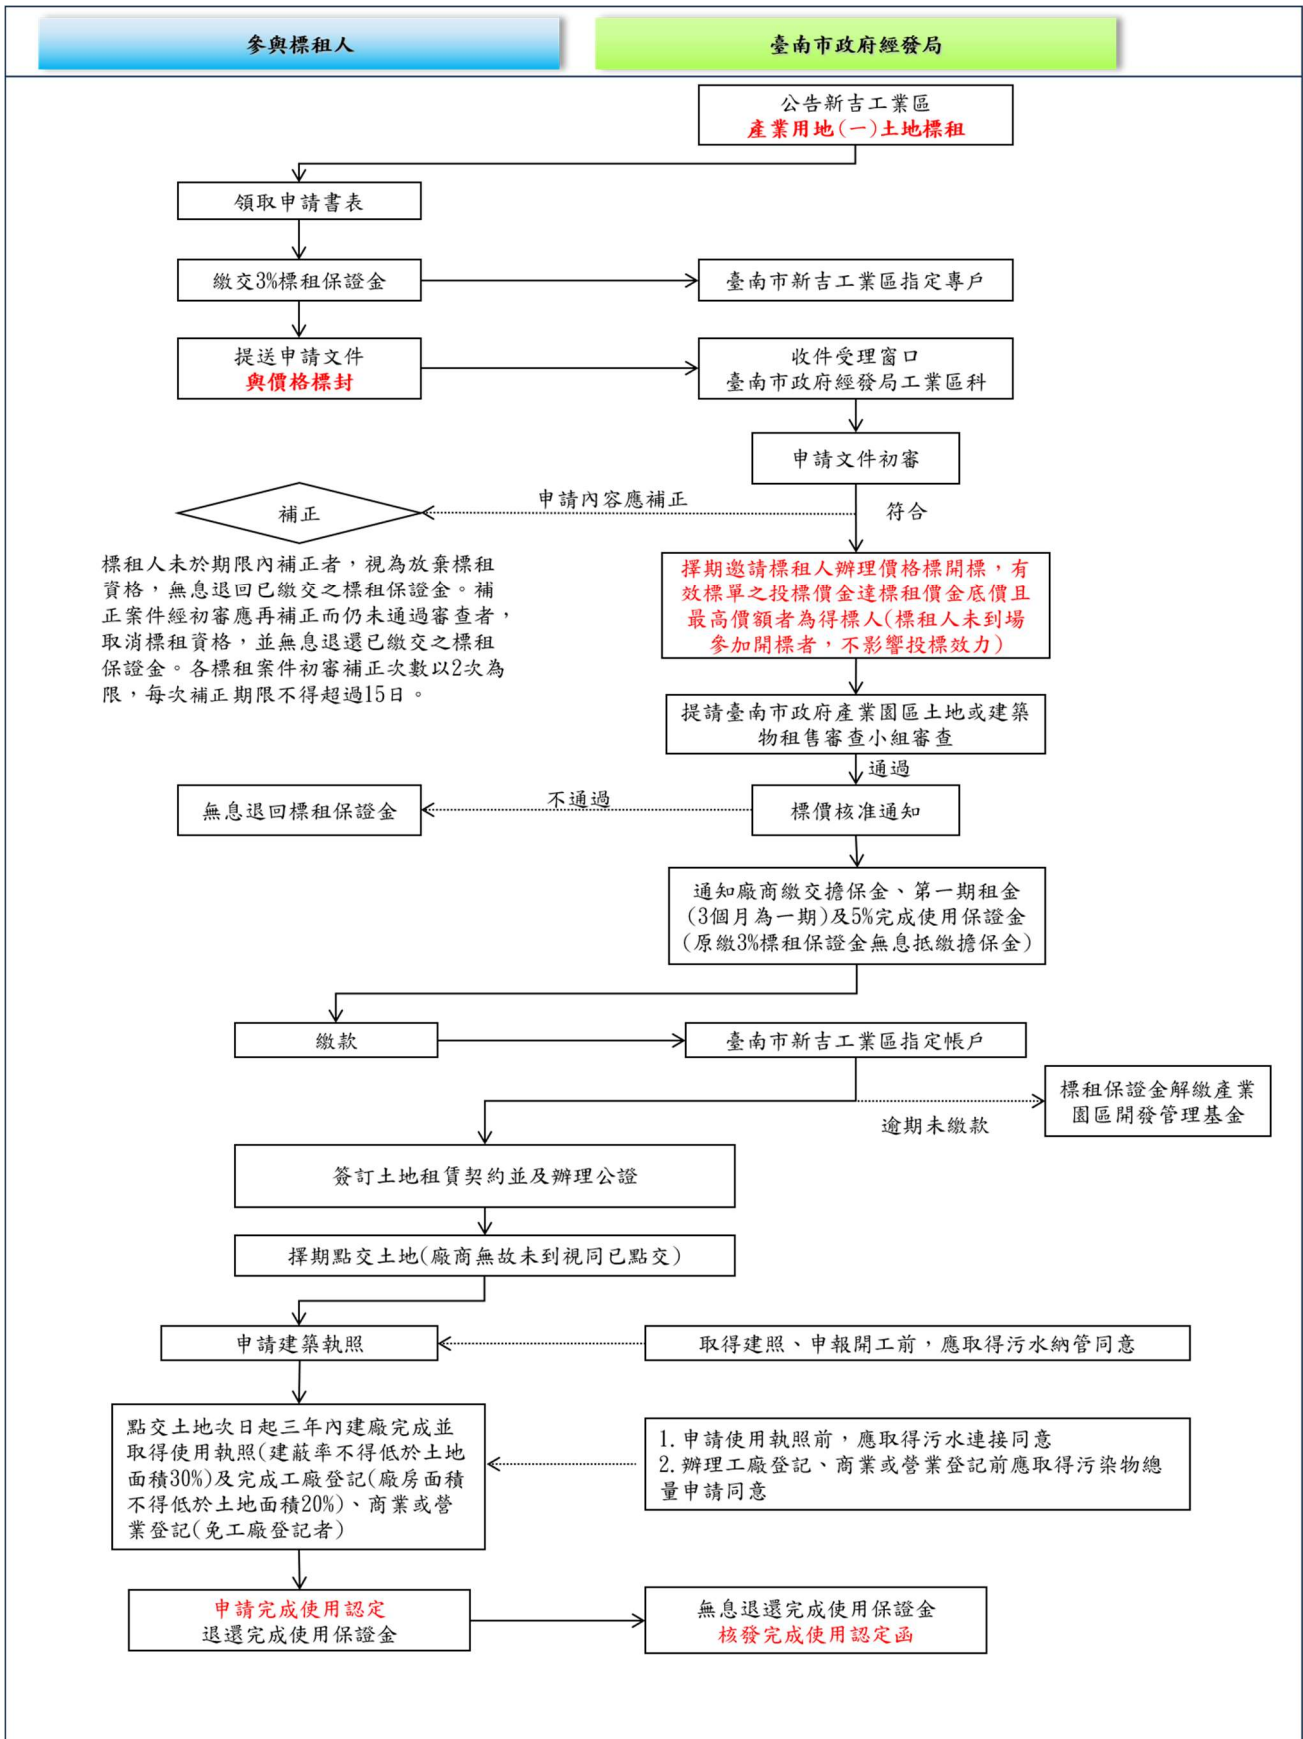 參與標租人
臺南市政府經發局
公告新吉工業區
產業用地(一)土地標租
領取申請書表
繳交3%標租保證金
臺南市新吉工業區指定專戶
提送申請文件
與價格標封
收件受理窗口
臺南市政府經發局工業區科
申請文件初審
申請內容應補正
符合
補正
標租人未於期限內補正者，視為放棄標租
資格，無息退回已繳交之標租保證金。補
正案件經初審應再補正而仍未通過審查者，
取消標租資格，並無息退還已繳交之標租
保證金。各標租案件初審補正次數以2次為
限，每次補正期限不得超過15日。
擇期邀請標租人辦理價格標開標，有
效標單之投標價金達標租價金底價且
最高價額者為得標人(標租人未到場
參加開標者，不影響投標效力)
提請臺南市政府產業園區土地或建築
物租售審查小組審查
通過
標價核准通知
不通過
無息退回標租保證金
通知廠商繳交擔保金、第一期租金
(3個月為一期)及5%完成使用保證金
(原繳3%標租保證金無息抵繳擔保金)
繳款
臺南市新吉工業區指定帳戶
逾期未繳款
標租保證金解繳產業
園區開發管理基金
簽訂土地租賃契約並及辦理公證
擇期點交土地(廠商無故未到視同已點交)
申請建築執照
取得建照、申報開工前，應取得污水納管同意
點交土地次日起三年內建廠完成並
取得使用執照(建蔽率不得低於土地
面積30%)及完成工廠登記(廠房面積
不得低於土地面積20%)、商業或營
業登記(免工廠登記者)
1.申請使用執照前，應取得污水連接同意
2.辦理工廠登記、商業或營業登記前應取得污染物總
量申請同意
申請完成使用認定
退還完成使用保證金
無息退還完成使用保證金
核發完成使用認定函